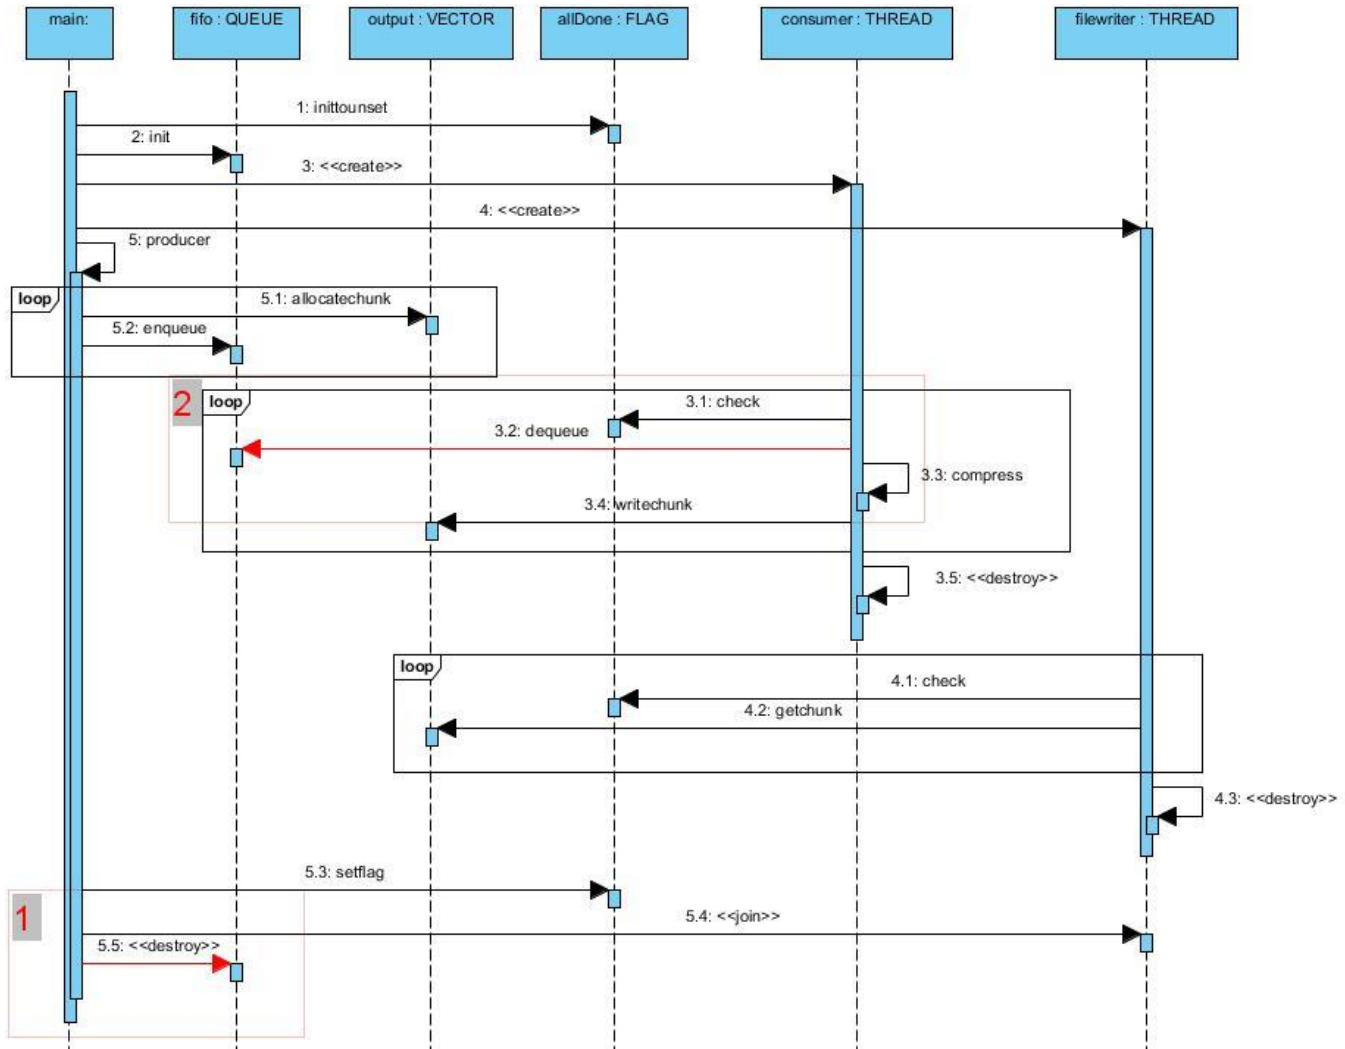 main:
fifo : QUEUE
output : VECTOR
allDone : FLAG
consumer : THREAD
filewriter : THREAD
1: inittounset
2: init
3: <<create>>
4: <<create>>
5: producer
loop
5.1: allocatechunk
5.2: enqueue
2
loop
3.1: check
3.2: dequeue
3.3: compress
3.4: writechunk
3.5: <<destroy>>
loop
4.1: check
4.2: getchunk
4.3: <<destroy>>
5.3: setflag
1
5.4: <<join>>
5.5: <<destroy>>